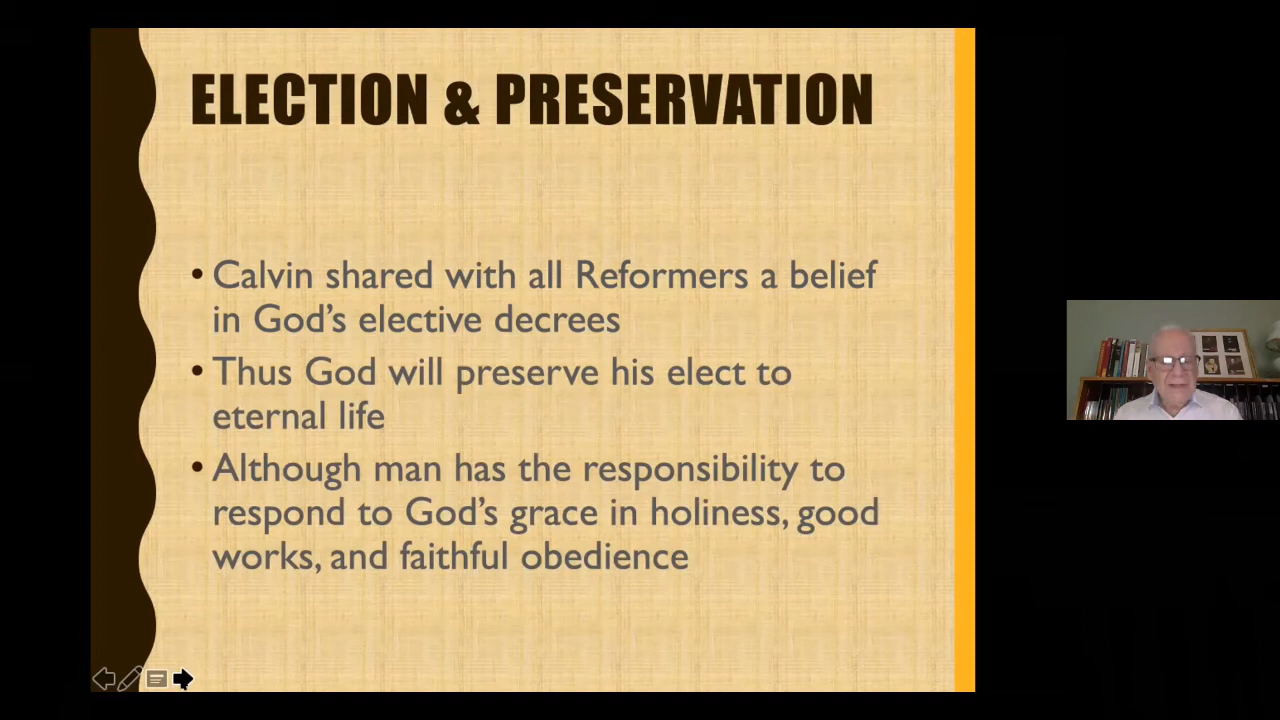 ELECTION & PRESERVATION
• Calvin shared with all Reformers a belief
in God’s elective decrees
• Thus God will preserve his elect to
eternal life
• Although man has the responsibility to
respond to God’s grace in holiness, good
works, and faithful obedience